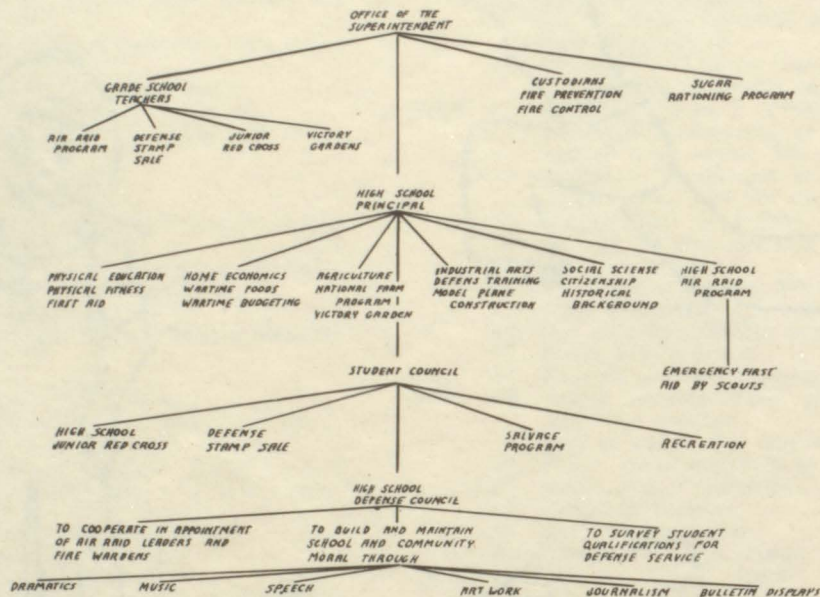 OFFICE OF THE
SUPERINTENDENT
GRADE SCHOOL
TEACHERS
CUSTODIANS
FIRE PREVENTION
FIRE CONTROL
SUGAR
RATIONING PROGRAM
AIR RAID
PROGRAM
DEFENSE
STAMP
SALE
JUNIOR
RED CROSS
VICTORY
GARDENS
HIGH SCHOOL
PRINCIPAL
PHYSICAL EDUCATION
PHYSICAL FITNESS
FIRST AID
HOME ECONOMICS
WARTIME FOODS
WARTIME BUDGETING
AGRICULTURE
NATIONAL FARM
PROGRAM
VICTORY GARDEN
INDUSTRIAL ARTS
DEFENS TRAINING
MODEL PLANE
CONSTRUCTION
SOCIAL SCIENSE
CITIZENSHIP
HISTORICAL
BACKGROUND
HIGH SCHOOL
AIR RAID
PROGRAM
EMERGENCY FIRST
AID BY SCOUTS
STUDENT COUNCIL
HIGH SCHOOL
JUNIOR RED CROSS
DEFENSE
STAMP SALE
SALVAGE
PROGRAM
RECREATION
HIGH SCHOOL
DEFENSE COUNCIL
TO COOPERATE IN APPOINTMENT
OF AIR RAID LEADERS AND
FIRE WARDENS
TO BUILD AND MAINTAIN
SCHOOL AND COMMUNITY
MORAL THROUGH
TO SURVEY STUDENT
QUALIFICATIONS FOR
DEFENSE SERVICE
DRAMATICS
MUSIC
SPEECH
ART WORK
JOURNALISM
BULLETIN DISPLAYS